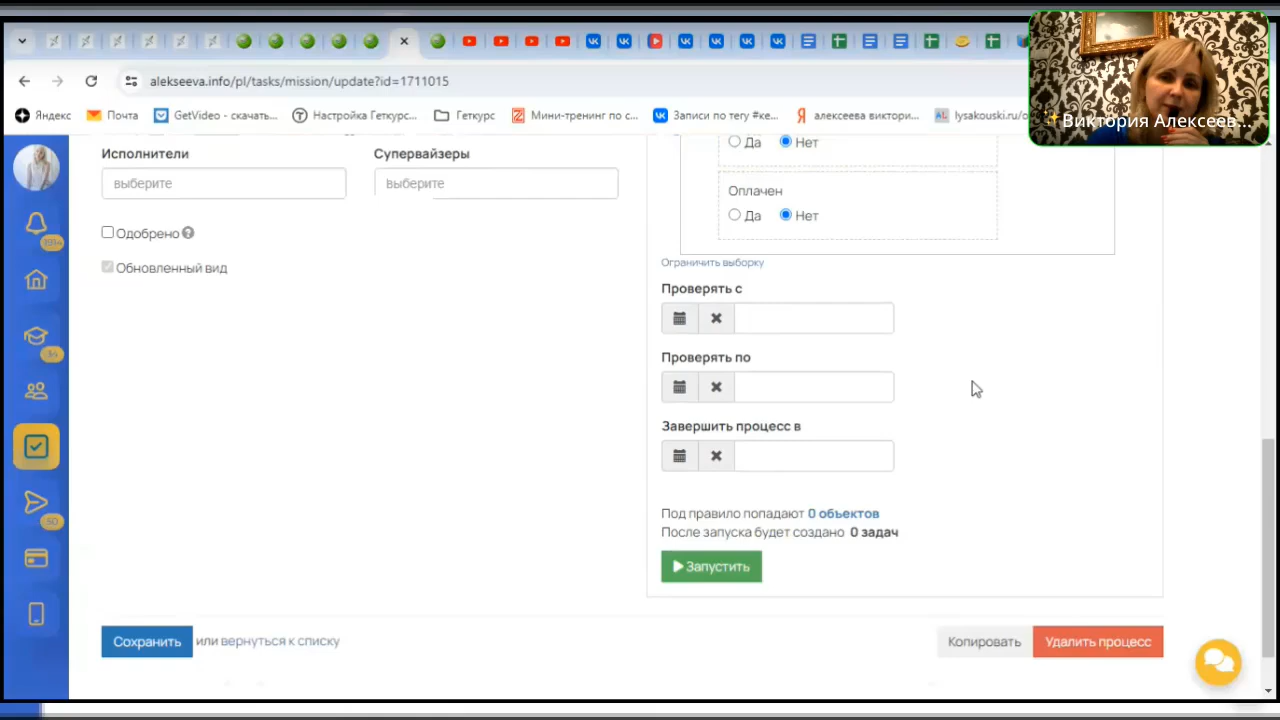 alekseeva.info/pl/tasks/mission/update?id=1711015
Яндекс
Почта
GetVideo - скачать...
Настройка Геткурс...
Геткурс
Мини-тренинг по с...
Записи по тегу #ке...
алексеева виктори...
lysakouski.ru/o
Виктория Алексеев...
Исполнители
Супервайзеры
Да
Нет
выберите
выберите
Оплачен
Да
Нет
Одобрено
Обновленный вид
Ограничить выборку
Проверять с
Проверять по
Завершить процесс в
Под правило попадают 0 объектов
После запуска будет создано 0 задач
Запустить
Сохранить или вернуться к списку
Копировать
Удалить процесс
50